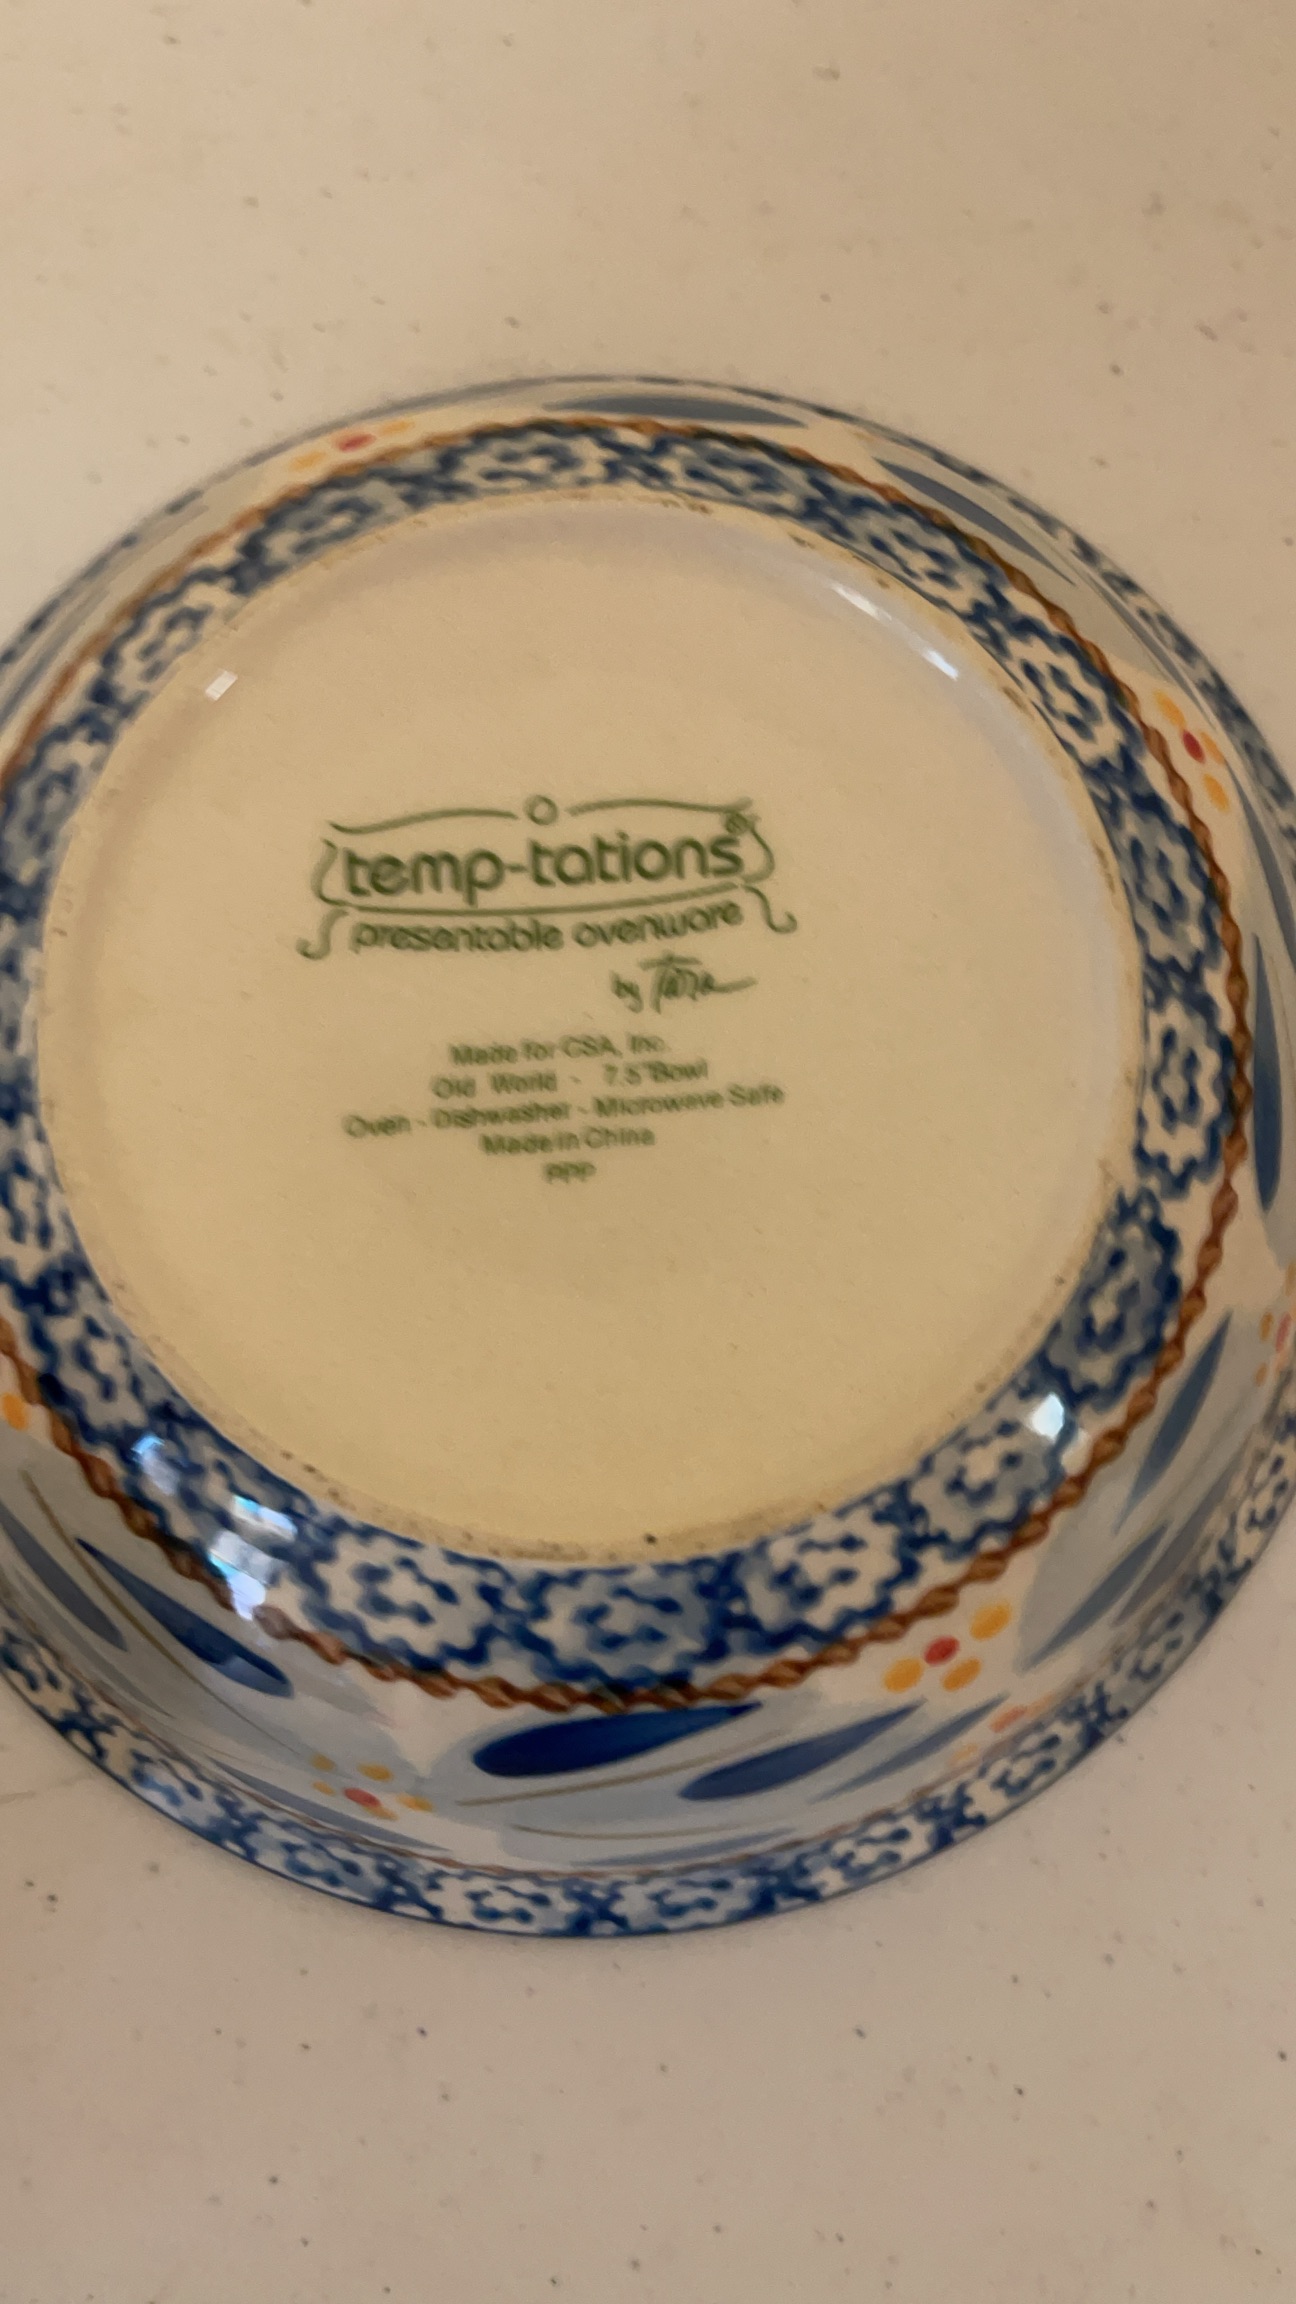 temp-tations®
presentable ovenware
by Tara
Made for CSA, Inc.
Old World - 7.5" Bowl
Oven - Dishwasher - Microwave Safe
Made in China
PPP